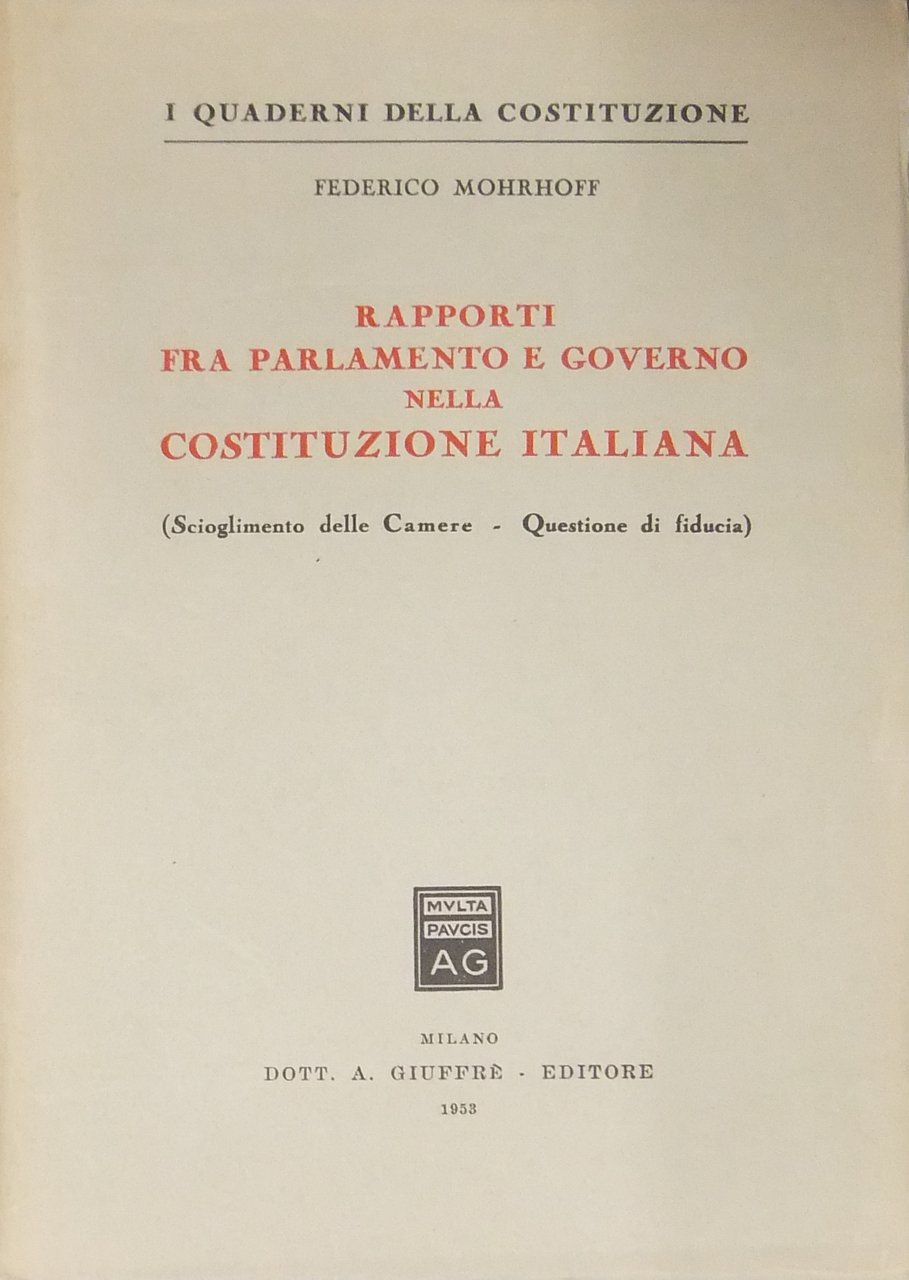 I QUADERNI DELLA COSTITUZIONE
FEDERICO MOHRHOFF
RAPPORTI
FRA PARLAMENTO E GOVERNO
NELLA
COSTITUZIONE ITALIANA
(Scioglimento delle Camere - Questione di fiducia)
MVLTA
PAVCIS
AG
MILANO
DOTT. A. GIUFFRÈ - EDITORE
1953